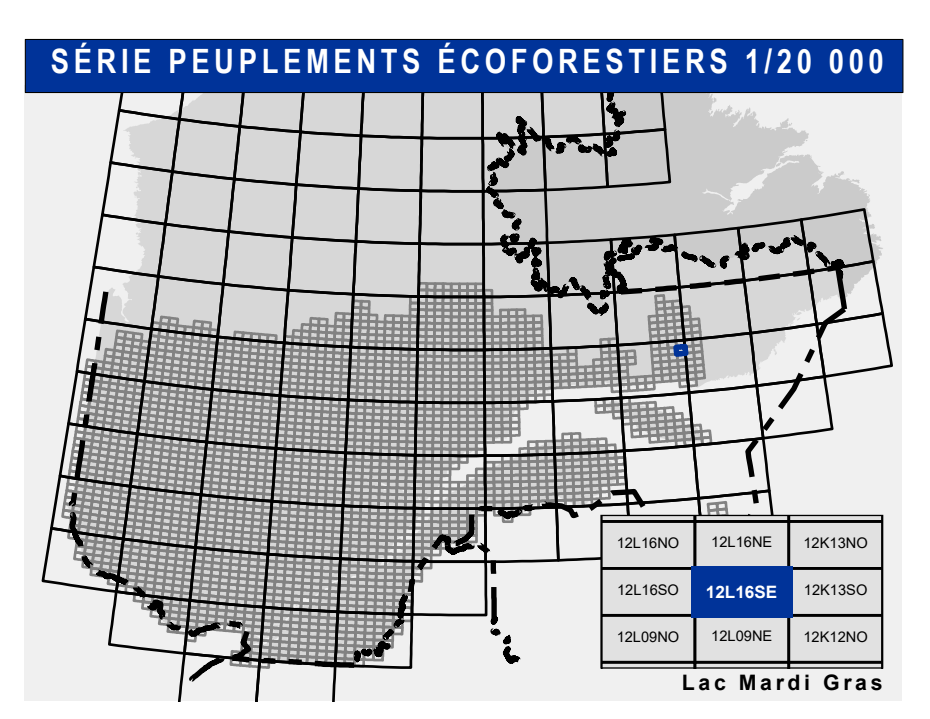 SÉRIE PEUPLEMENTS ÉCOFORESTIERS 1/20 000
12L16NO 12L16NE 12K13NO
12L16SO 12L16SE 12K13SO
12L09NO 12L09NE 12K12NO
Lac Mardi Gras